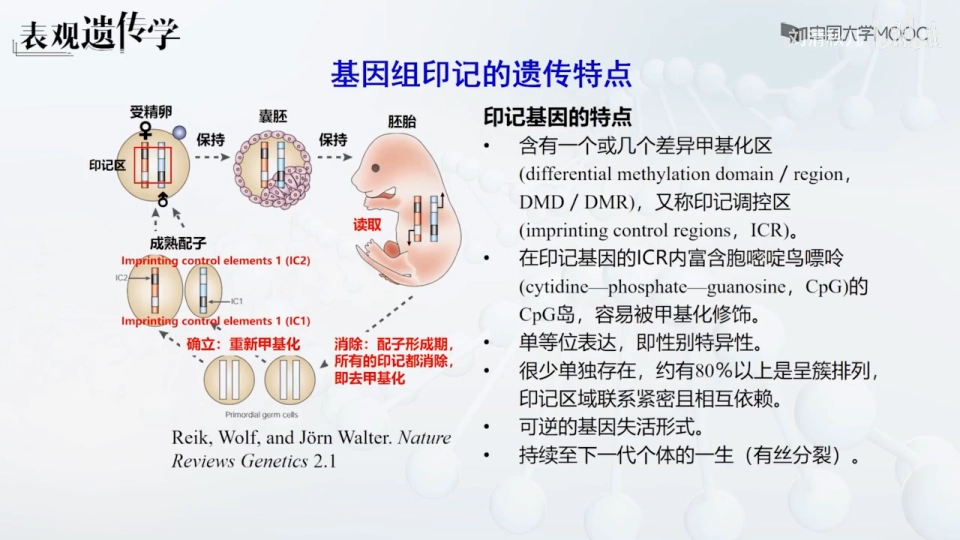 表观遗传学
中国大学MOOC
基因组印记的遗传特点
受精卵
囊胚
胚胎
保持
保持
印记区
读取
成熟配子
Imprinting control elements 1 (IC2)
IC2
IC1
Imprinting control elements 1 (IC1)
确立：重新甲基化
消除：配子形成期，
所有的印记都消除，
即去甲基化
Primordial germ cells
Reik, Wolf, and Jörn Walter. Nature
Reviews Genetics 2.1
印记基因的特点
• 含有一个或几个差异甲基化区
(differential methylation domain / region，
DMD / DMR)，又称印记调控区
(imprinting control regions，ICR)。
• 在印记基因的ICR内富含胞嘧啶鸟嘌呤
(cytidine—phosphate—guanosine，CpG)的
CpG岛，容易被甲基化修饰。
• 单等位表达，即性别特异性。
• 很少单独存在，约有80%以上是呈簇排列，
印记区域联系紧密且相互依赖。
• 可逆的基因失活形式。
• 持续至下一代个体的一生（有丝分裂）。